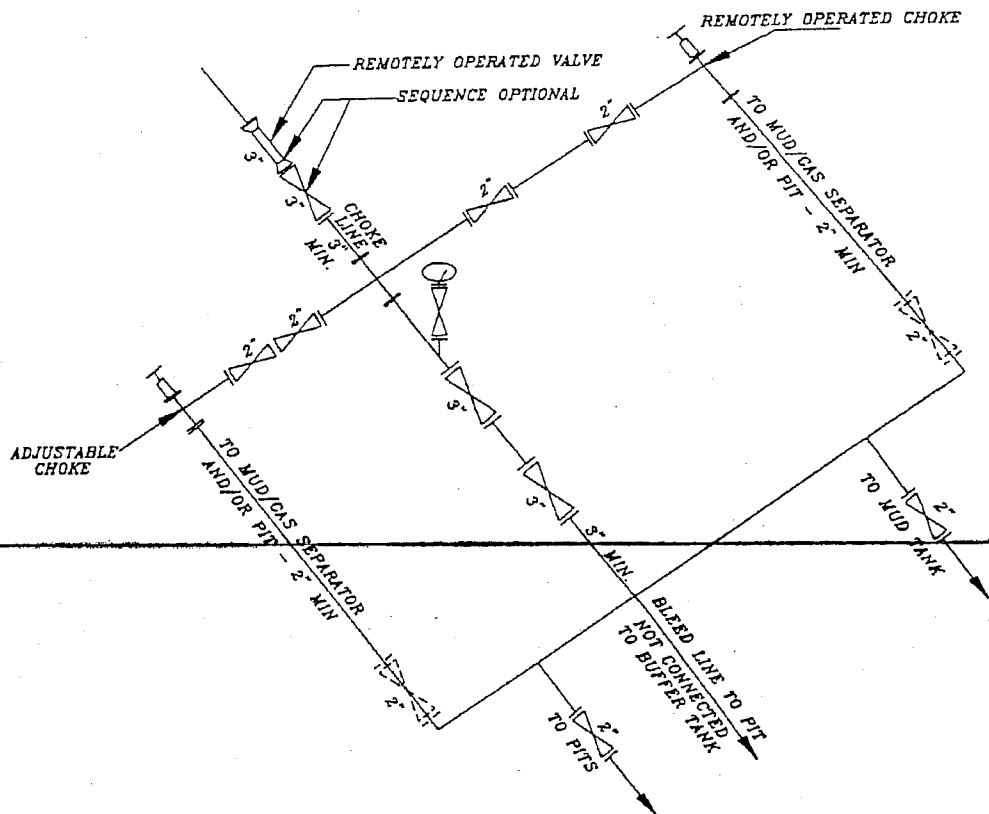 REMOTELY OPERATED CHOKE
REMOTELY OPERATED VALVE
SEQUENCE OPTIONAL
3"
3"
CHOKE
LINE
3"
MIN.
2"
2"
TO MUD/GAS SEPARATOR
AND/OR PIT - 2" MIN
2"
2"
2"
ADJUSTABLE
CHOKE
TO MUD/GAS SEPARATOR
AND/OR PIT - 2" MIN
2"
3"
3"
3" MIN.
BLEED LINE TO PIT
NOT CONNECTED
TO BUFFER TANK
2"
TO MUD
TANK
2"
TO PITS